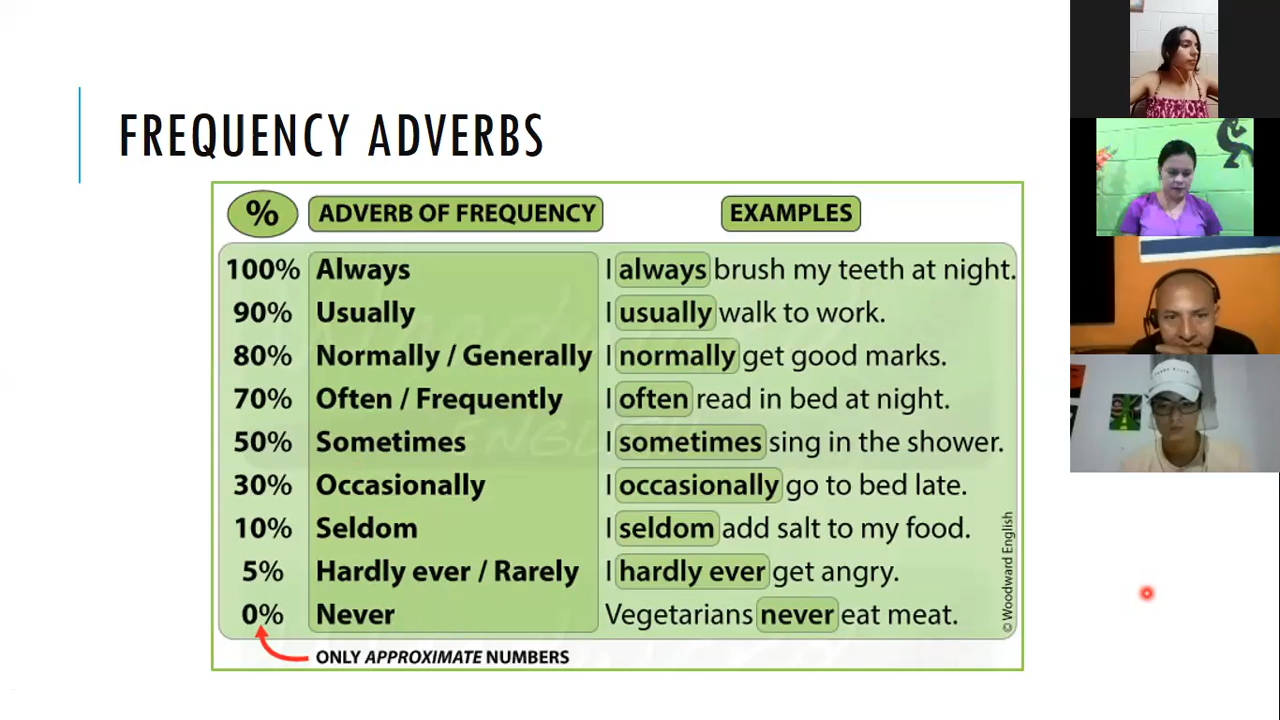 FREQUENCY ADVERBS
% ADVERB OF FREQUENCY EXAMPLES
100% Always I always brush my teeth at night.
90% Usually I usually walk to work.
80% Normally / Generally I normally get good marks.
70% Often / Frequently I often read in bed at night.
50% Sometimes I sometimes sing in the shower.
30% Occasionally I occasionally go to bed late.
10% Seldom I seldom add salt to my food.
5% Hardly ever / Rarely I hardly ever get angry.
0% Never Vegetarians never eat meat.
ONLY APPROXIMATE NUMBERS
© Woodward English